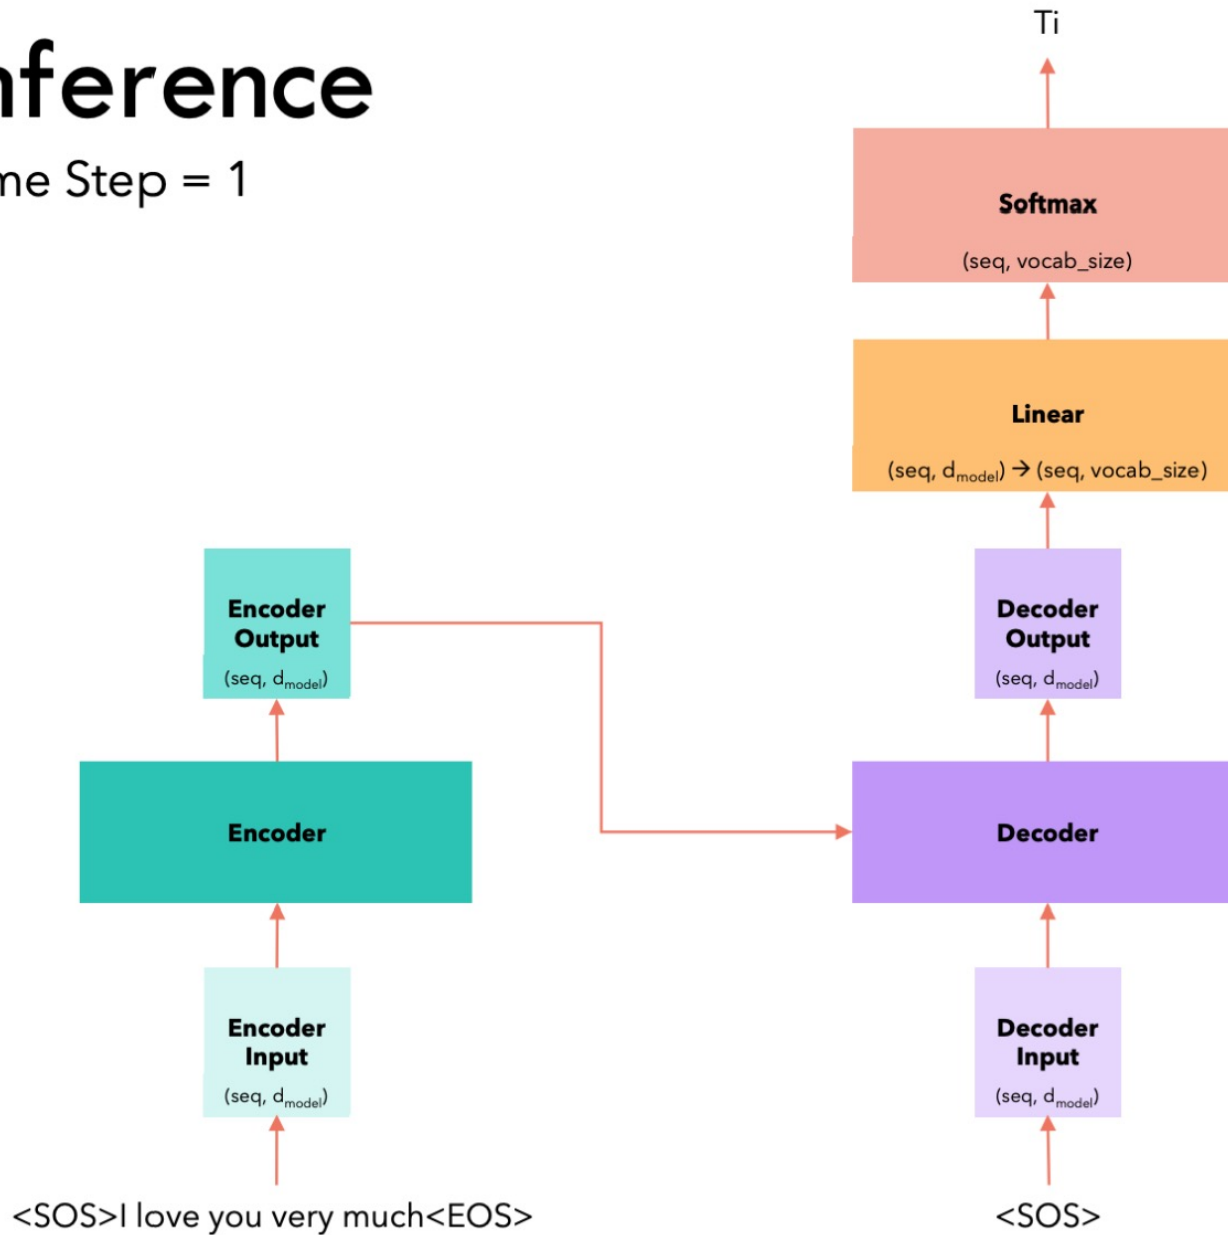 nference
me Step = 1
Ti
Softmax
(seq, vocab_size)
Linear
(seq, dmodel) → (seq, vocab_size)
Encoder
Output
(seq, dmodel)
Decoder
Output
(seq, dmodel)
Encoder
Decoder
Encoder
Input
(seq, dmodel)
Decoder
Input
(seq, dmodel)
<SOS>I love you very much<EOS>
<SOS>